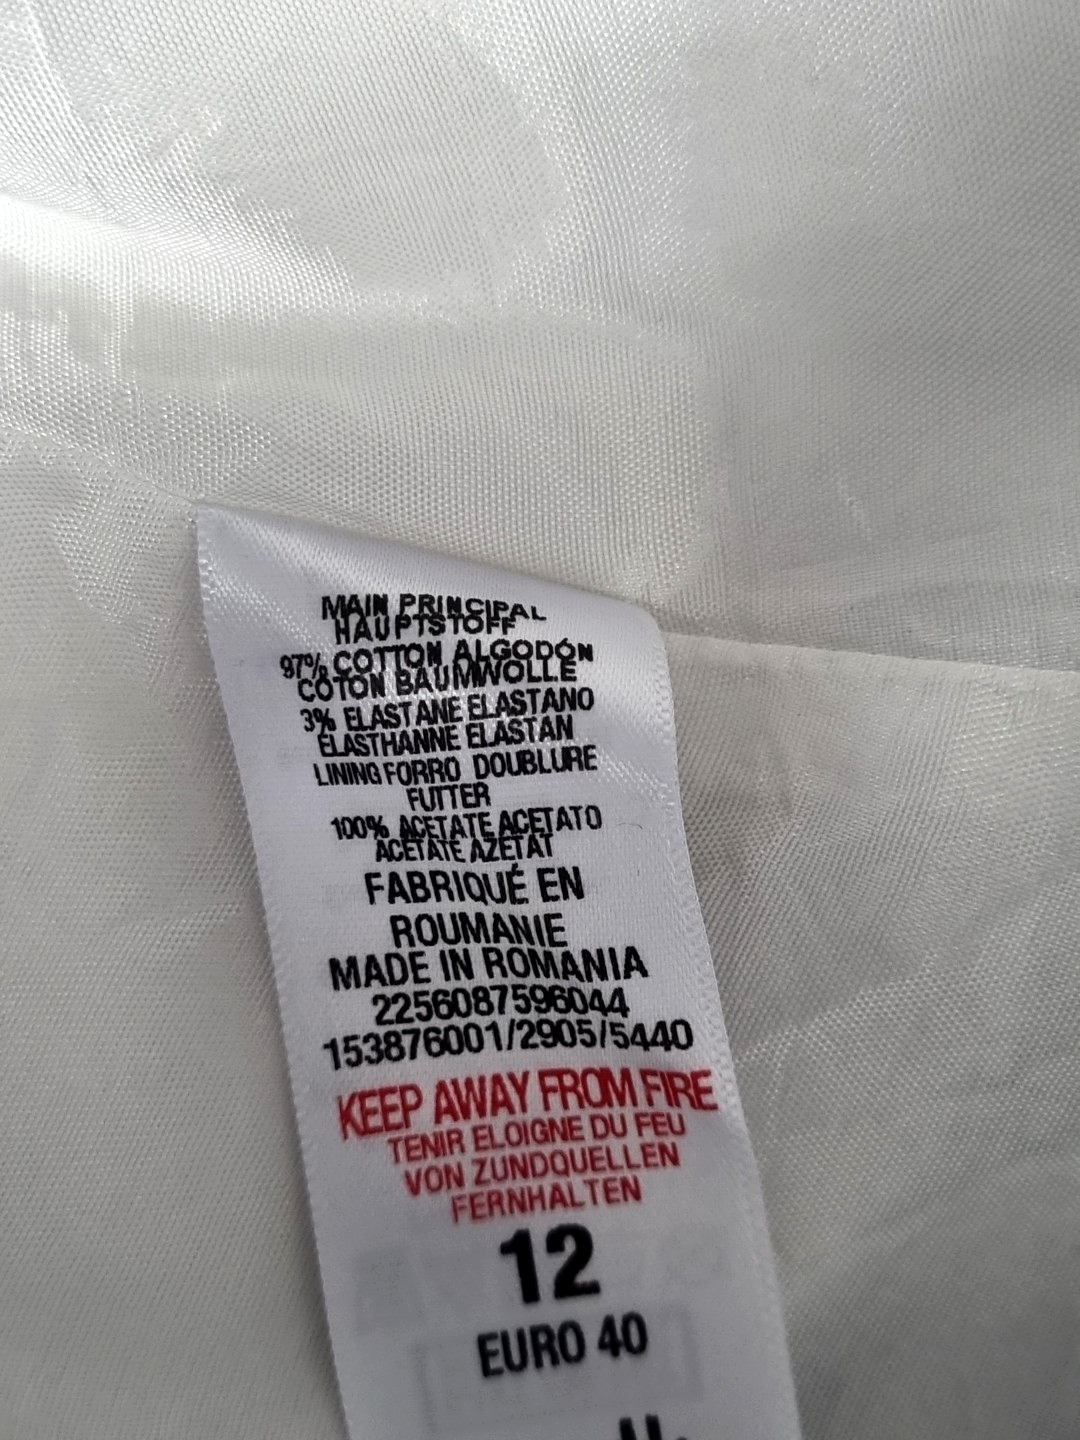 MAIN PRINCIPAL
HAUPTSTOFF
97% COTTON ALGODÓN
COTON BAUMWOLLE
3% ELASTANE ELASTANO
ÉLASTHANNE ELASTAN
LINING FORRO DOUBLURE
FUTTER
100% ACETATE ACETATO
ACÉTATE AZETAT
FABRIQUÉ EN
ROUMANIE
MADE IN ROMANIA
2256087596044
153876001/2905/5440
KEEP AWAY FROM FIRE
TENIR ELOIGNE DU FEU
VON ZUNDQUELLEN
FERNHALTEN
12
EURO 40